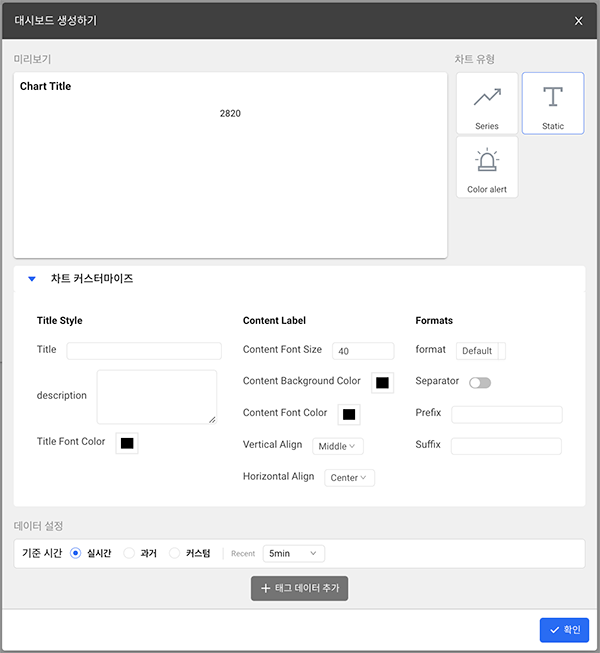 대시보드 생성하기
미리보기
차트 유형
Chart Title
2820
Series
Static
Color alert
차트 커스터마이즈
Title Style
Content Label
Formats
Title
Content Font Size 40
format Default
description
Content Background Color
Separator
Content Font Color
Prefix
Title Font Color
Vertical Align Middle
Suffix
Horizontal Align Center
데이터 설정
기준 시간 실시간 과거 커스텀 Recent 5min
+ 태그 데이터 추가
확인